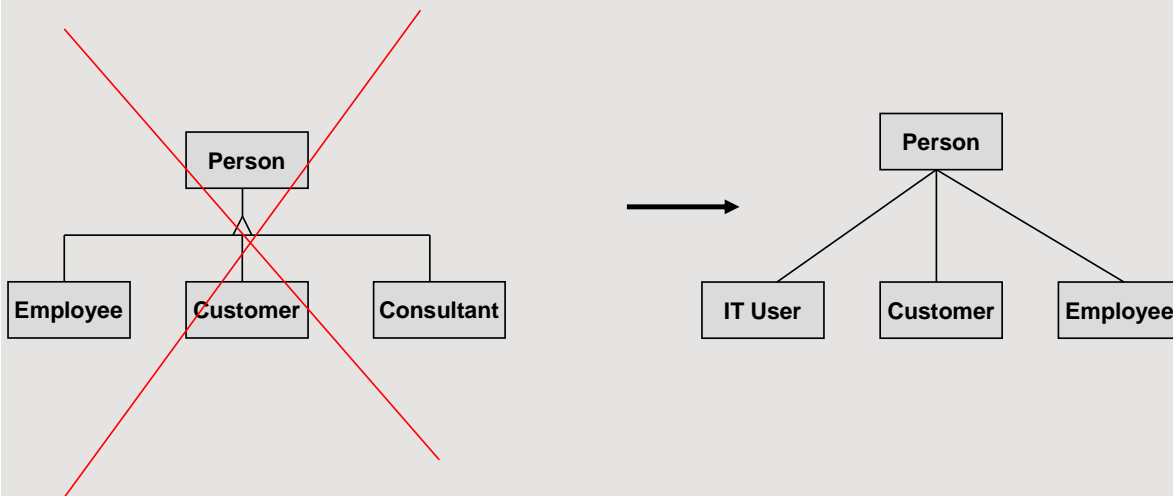 Person
Employee
Customer
Consultant
Person
IT User
Customer
Employee